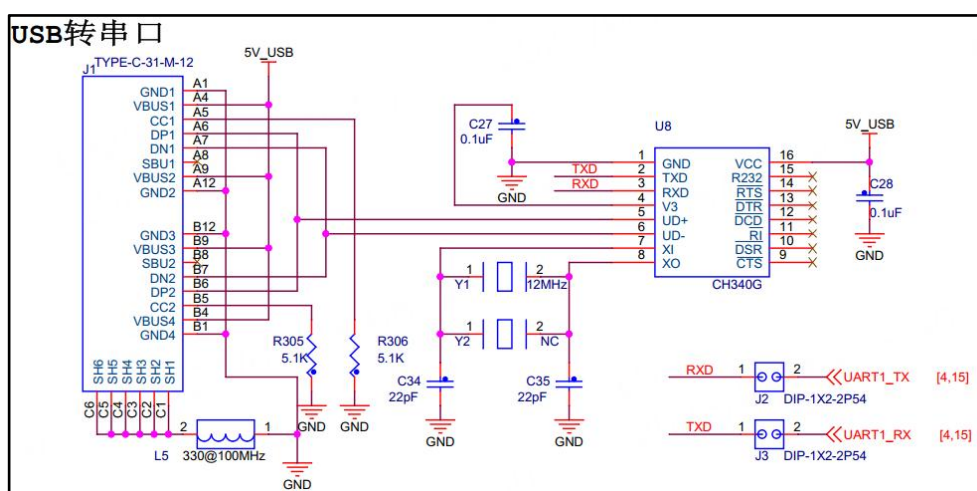 USB转串口
TYPE-C-31-M-12
J1
5V_USB
GND1 A1
VBUS1 A4
CC1 A5
DP1 A6
DN1 A7
SBU1 A8
VBUS2 A9
GND2 A12
GND3 B12
VBUS3 B9
SBU2 B8
DN2 B7
DP2 B6
CC2 B5
VBUS4 B4
GND4 B1
SH6 SH5 SH4 SH3 SH2 SH1
C6 C5 C4 C3 C2 C1
2 1
L5 330@100MHz
GND
R305
5.1K
GND
R306
5.1K
GND
C27
0.1uF
GND
U8
TXD
RXD
1 GND
2 TXD
3 RXD
4 V3
5 UD+
6 UD-
7 XI
8 XO
VCC 16
R232 15
RTS 14
DTR 13
DCD 12
RI 11
DSR 10
CTS 9
CH340G
5V_USB
C28
0.1uF
GND
1 2
Y1 12MHz
1 2
Y2 NC
C34
22pF
GND
C35
22pF
GND
RXD 1 2 UART1_TX [4,15]
J2 DIP-1X2-2P54
TXD 1 2 UART1_RX [4,15]
J3 DIP-1X2-2P54